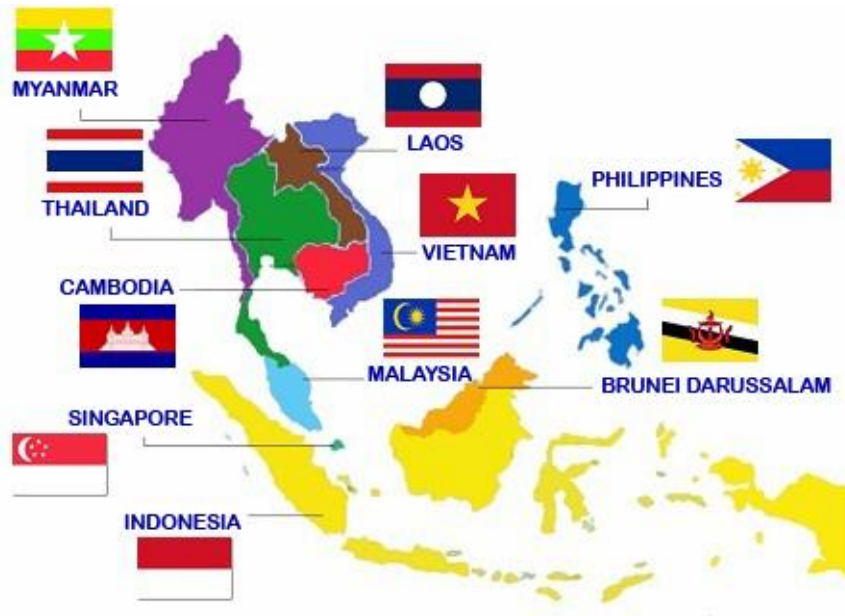 MYANMAR
LAOS
THAILAND
PHILIPPINES
VIETNAM
CAMBODIA
MALAYSIA
BRUNEI DARUSSALAM
SINGAPORE
INDONESIA